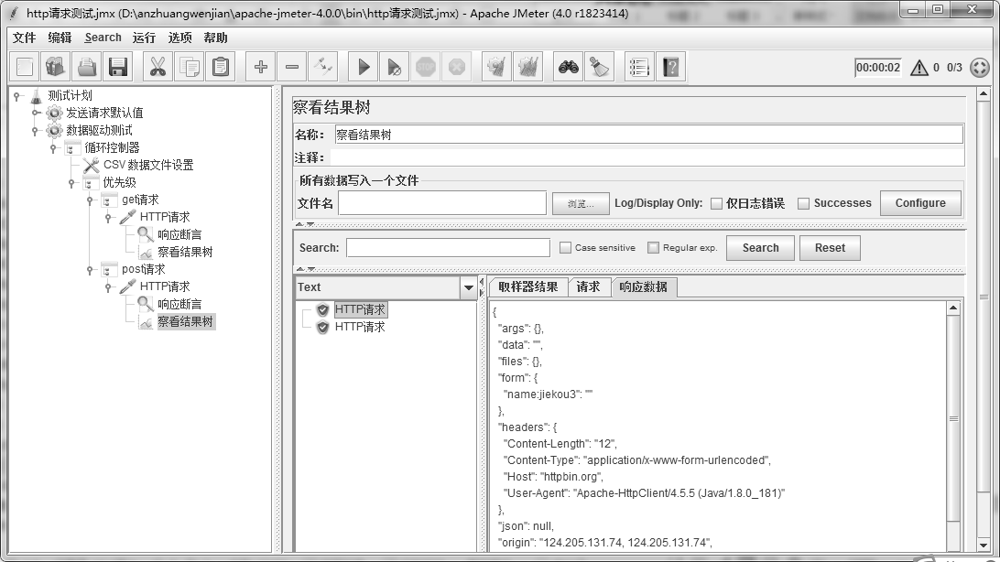 http请求测试.jmx (D:\anzhuangwenjian\apache-jmeter-4.0.0\bin\http请求测试.jmx) - Apache JMeter (4.0 r1823414)
文件 编辑 Search 运行 选项 帮助
STOP 00:00:02 0 0/3
测试计划
发送请求默认值
数据驱动测试
循环控制器
CSV 数据文件设置
优先级
get请求
HTTP请求
响应断言
察看结果树
post请求
HTTP请求
响应断言
察看结果树
察看结果树
名称: 察看结果树
注释:
所有数据写入一个文件
文件名 浏览... Log/Display Only: 仅日志错误 Successes Configure
Search: Case sensitive Regular exp. Search Reset
Text
HTTP请求
HTTP请求
取样器结果 请求 响应数据
{
"args": {},
"data": "",
"files": {},
"form": {
"name:jiekou3": ""
},
"headers": {
"Content-Length": "12",
"Content-Type": "application/x-www-form-urlencoded",
"Host": "httpbin.org",
"User-Agent": "Apache-HttpClient/4.5.5 (Java/1.8.0_181)"
},
"json": null,
"origin": "124.205.131.74, 124.205.131.74",